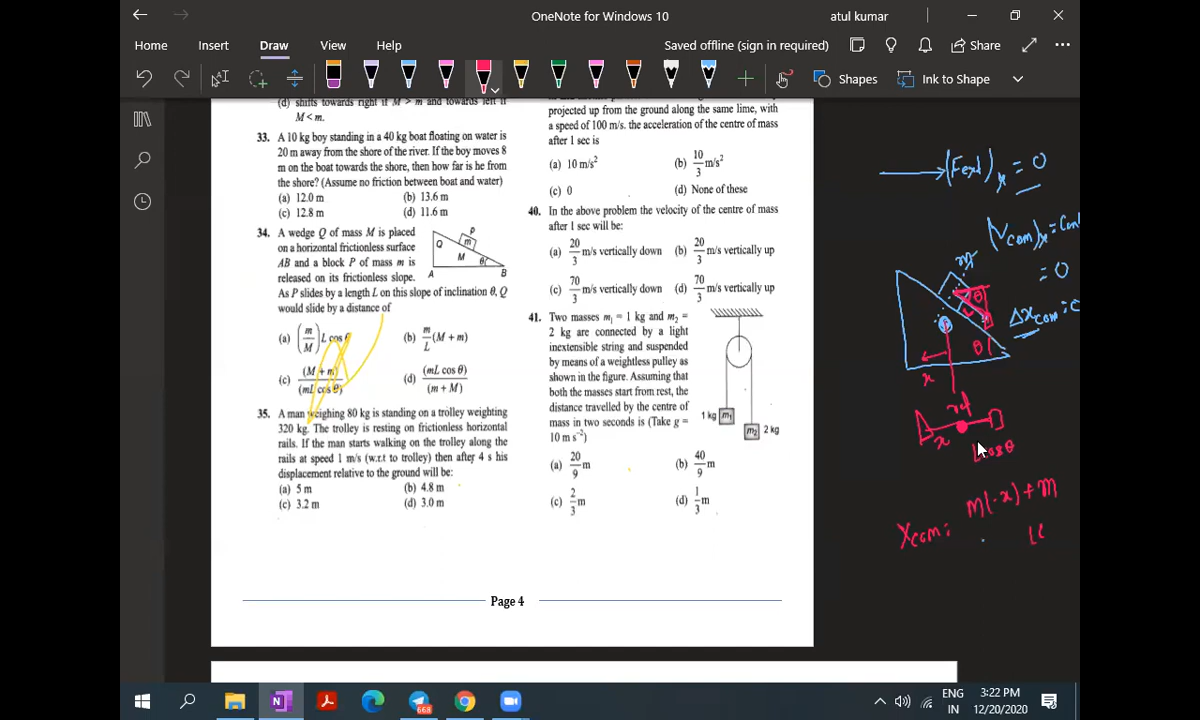 OneNote for Windows 10
atul kumar
Home Insert Draw View Help
Saved offline (sign in required)
Share
Shapes
Ink to Shape
(d) shifts towards right if M > m and towards left if
M < m.
33. A 10 kg boy standing in a 40 kg boat floating on water is
20 m away from the shore of the river. If the boy moves 8
m on the boat towards the shore, then how far is he from
the shore? (Assume no friction between boat and water)
(a) 12.0 m (b) 13.6 m
(c) 12.8 m (d) 11.6 m
34. A wedge Q of mass M is placed
on a horizontal frictionless surface
AB and a block P of mass m is
released on its frictionless slope.
As P slides by a length L on this slope of inclination θ, Q
would slide by a distance of
P
Q m
M θ
A B
(a) (m/M) L cos (b) m/L (M + m)
(c) (M + m)/(mL cos θ) (d) (mL cos θ)/(m + M)
35. A man weighing 80 kg is standing on a trolley weighting
320 kg. The trolley is resting on frictionless horizontal
rails. If the man starts walking on the trolley along the
rails at speed 1 m/s (w.r.t to trolley) then after 4 s his
displacement relative to the ground will be:
(a) 5 m (b) 4.8 m
(c) 3.2 m (d) 3.0 m
projected up from the ground along the same lime, with
a speed of 100 m/s. the acceleration of the centre of mass
after 1 sec is
(a) 10 m/s² (b) 10/3 m/s²
(c) 0 (d) None of these
40. In the above problem the velocity of the centre of mass
after 1 sec will be:
(a) 20/3 m/s vertically down (b) 20/3 m/s vertically up
(c) 70/3 m/s vertically down (d) 70/3 m/s vertically up
41. Two masses m₁ = 1 kg and m₂ =
2 kg are connected by a light
inextensible string and suspended
by means of a weightless pulley as
shown in the figure. Assuming that
both the masses start from rest, the
distance travelled by the centre of
mass in two seconds is (Take g =
10 m s⁻²)
1 kg m₁
m₂ 2 kg
(a) 20/9 m (b) 40/9 m
(c) 2/3 m (d) 1/3 m
Page 4
(Fext)x = 0
(Vcom)x = con
= 0
Δxcom = 0
m
θ
L
θ
x
x
Lcosθ
Xcom: m(-x) + m
ENG
IN
3:22 PM
12/20/2020
668